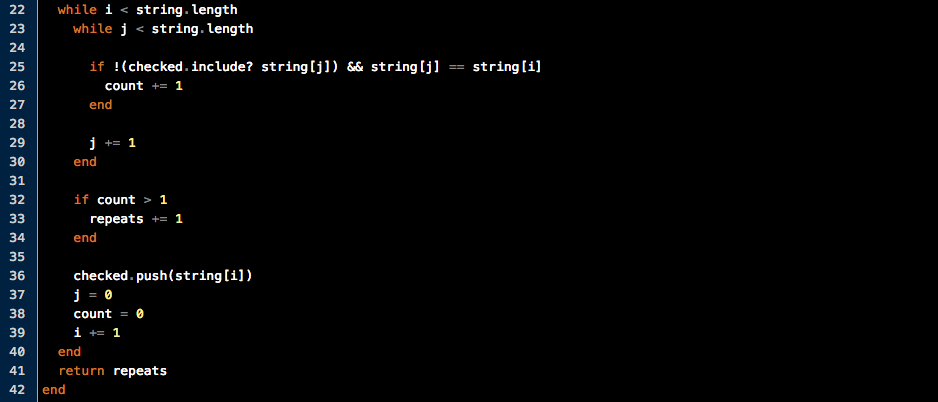 22 while i < string.length
23 while j < string.length
24
25 if !(checked.include? string[j]) && string[j] == string[i]
26 count += 1
27 end
28
29 j += 1
30 end
31
32 if count > 1
33 repeats += 1
34 end
35
36 checked.push(string[i])
37 j = 0
38 count = 0
39 i += 1
40 end
41 return repeats
42 end